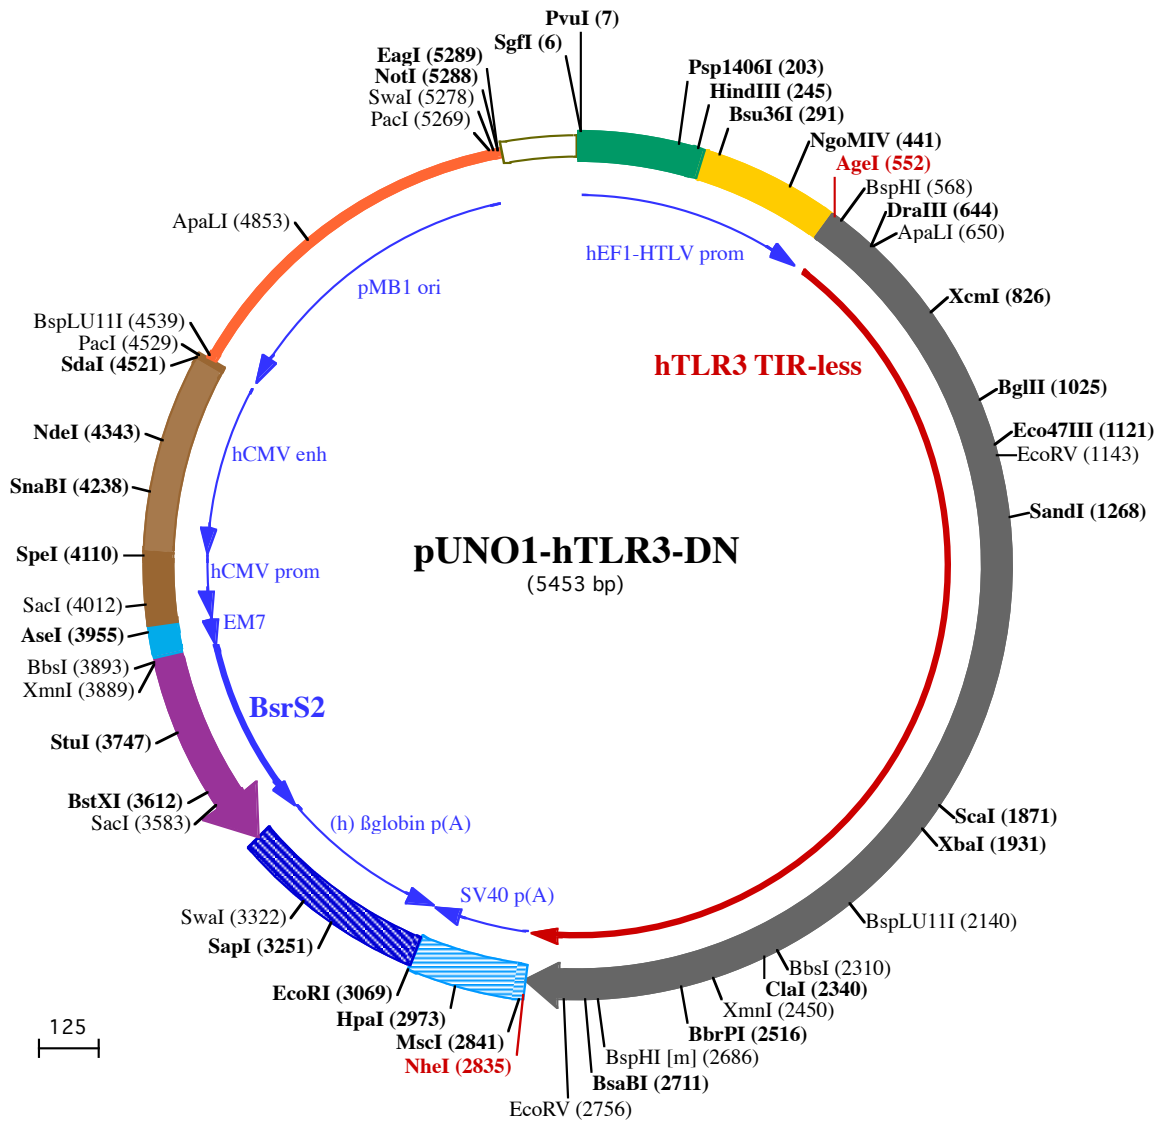 PvuI (7)
SgfI (6)
EagI (5289)
NotI (5288)
SwaI (5278)
PacI (5269)
Psp1406I (203)
HindIII (245)
Bsu36I (291)
NgoMIV (441)
AgeI (552)
BspHI (568)
DraIII (644)
ApaLI (650)
XcmI (826)
BglII (1025)
Eco47III (1121)
EcoRV (1143)
SandI (1268)
ScaI (1871)
XbaI (1931)
BspLU11I (2140)
BbsI (2310)
ClaI (2340)
XmnI (2450)
BbrPI (2516)
BspHI [m] (2686)
BsaBI (2711)
EcoRV (2756)
NheI (2835)
MscI (2841)
HpaI (2973)
EcoRI (3069)
SapI (3251)
SwaI (3322)
SacI (3583)
BstXI (3612)
StuI (3747)
XmnI (3889)
BbsI (3893)
AseI (3955)
SacI (4012)
SpeI (4110)
SnaBI (4238)
NdeI (4343)
SdaI (4521)
PacI (4529)
BspLU11I (4539)
ApaLI (4853)
hEF1-HTLV prom
pMB1 ori
hTLR3 TIR-less
hCMV enh
pUNO1-hTLR3-DN
(5453 bp)
hCMV prom
EM7
BsrS2
(h) ßglobin p(A)
SV40 p(A)
125